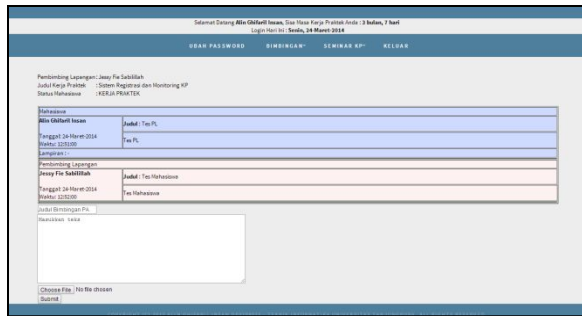 Selamat Datang Alin Ghifaril Insan, Sisa Masa Kerja Praktek Anda : 3 bulan, 7 hari
Login Hari Ini : Senin, 24-Maret-2014
UBAH PASSWORD BIMBINGAN SEMINAR KP KELUAR
Pembimbing Lapangan : Jessy Fie Sabilillah
Judul Kerja Praktek : Sistem Registrasi dan Monitoring KP
Status Mahasiswa : KERJA PRAKTEK
Mahasiswa
Alin Ghifaril Insan
Judul : Tes PL
Tanggal: 24-Maret-2014
Waktu: 12:51:00
Tes PL
Lampiran : -
Pembimbing Lapangan
Jessy Fie Sabilillah
Judul : Tes Mahasiswa
Tanggal: 24-Maret-2014
Waktu: 12:52:00
Tes Mahasiswa
Judul Bimbingan PA
Masukkan teks
Choose File No file chosen
Submit